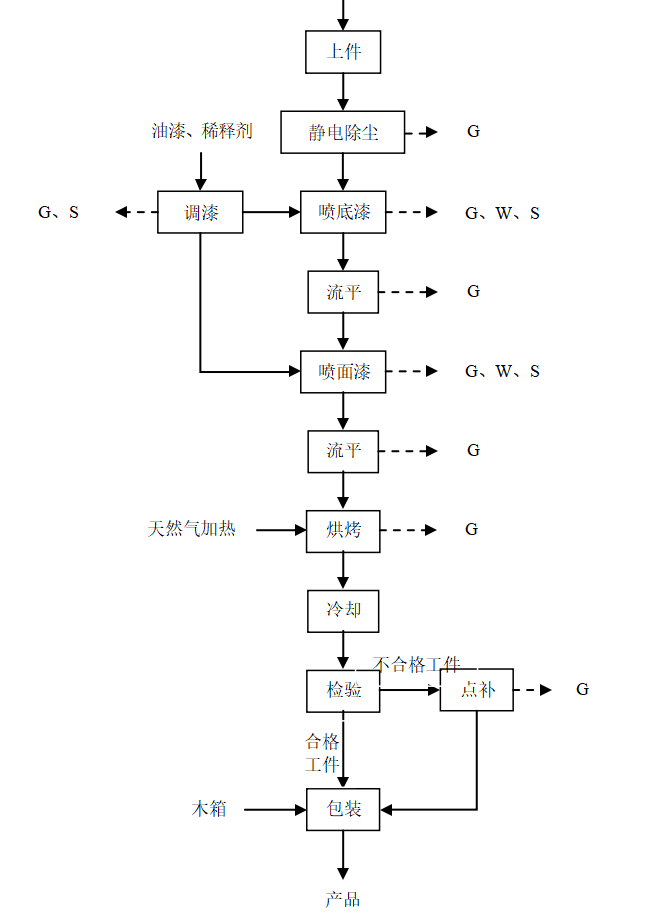 上件
油漆、稀释剂
静电除尘
G
G、S
调漆
喷底漆
G、W、S
流平
G
喷面漆
G、W、S
流平
G
天然气加热
烘烤
G
冷却
不合格工件
检验
点补
G
合格
工件
木箱
包装
产品